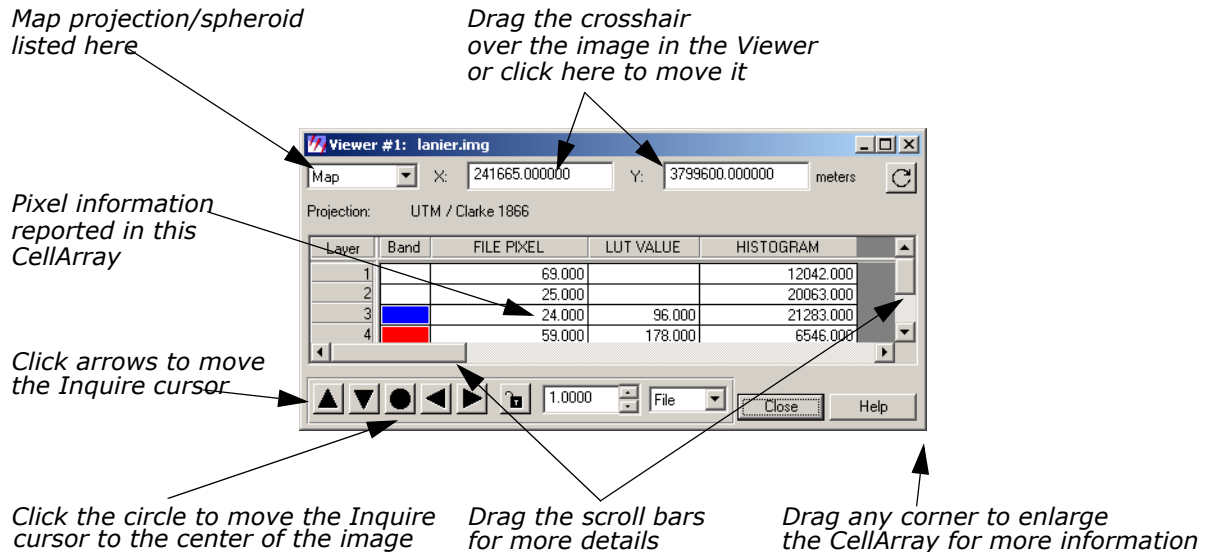 Map projection/spheroid
listed here
Drag the crosshair
over the image in the Viewer
or click here to move it
Viewer #1: lanier.img
Map X: 241665.000000 Y: 3799600.000000 meters
Projection: UTM / Clarke 1866
Pixel information
reported in this
CellArray
Layer Band FILE PIXEL LUT VALUE HISTOGRAM
1 69.000 12042.000
2 25.000 20063.000
3 24.000 96.000 21283.000
4 59.000 178.000 6546.000
Click arrows to move
the Inquire cursor
1.0000 File Close Help
Click the circle to move the Inquire
cursor to the center of the image
Drag the scroll bars
for more details
Drag any corner to enlarge
the CellArray for more information